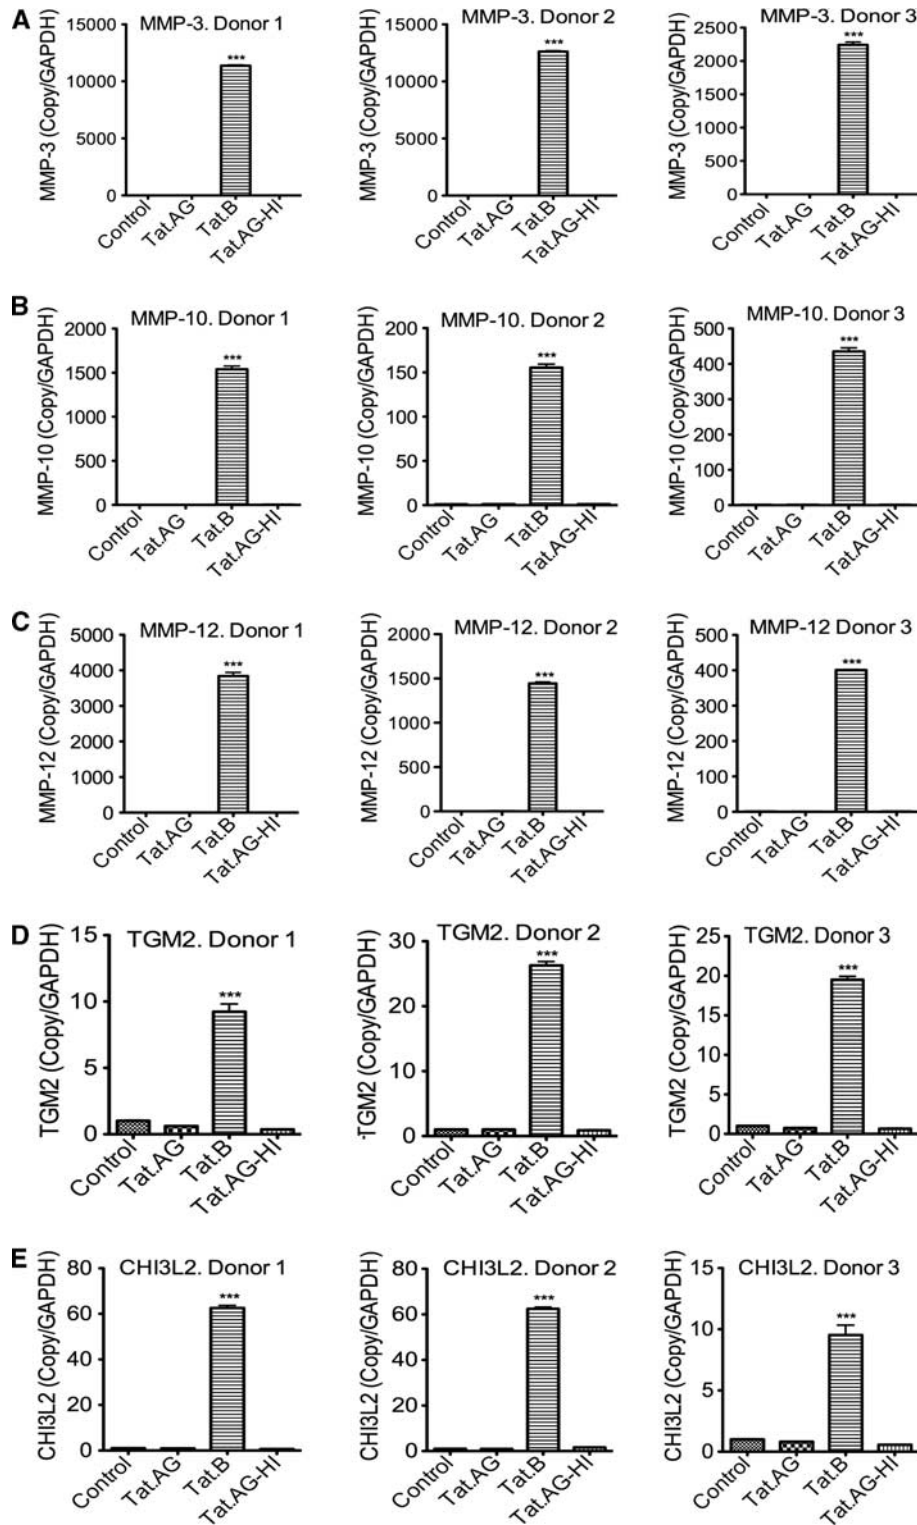 A
MMP-3. Donor 1
MMP-3 (Copy/GAPDH)
15000
10000
5000
0
***
Control
Tat.AG
Tat.B
Tat.AG-HI
MMP-3. Donor 2
MMP-3 (Copy/GAPDH)
15000
10000
5000
0
***
Control
Tat.AG
Tat.B
Tat.AG-HI
MMP-3. Donor 3
MMP-3 (Copy/GAPDH)
2500
2000
1500
1000
500
0
***
Control
Tat.AG
Tat.B
Tat.AG-HI
B
MMP-10. Donor 1
MMP-10 (Copy/GAPDH)
2000
1500
1000
500
0
***
Control
Tat.AG
Tat.B
Tat.AG-HI
MMP-10. Donor 2
MMP-10 (Copy/GAPDH)
200
150
100
50
0
***
Control
Tat.AG
Tat.B
Tat.AG-HI
MMP-10. Donor 3
MMP-10 (Copy/GAPDH)
500
400
300
200
100
0
***
Control
Tat.AG
Tat.B
Tat.AG-HI
C
MMP-12. Donor 1
MMP-12 (Copy/GAPDH)
5000
4000
3000
2000
1000
0
***
Control
Tat.AG
Tat.B
Tat.AG-HI
MMP-12. Donor 2
MMP-12 (Copy/GAPDH)
2000
1500
1000
500
0
***
Control
Tat.AG
Tat.B
Tat.AG-HI
MMP-12 Donor 3
MMP-12 (Copy/GAPDH)
500
400
300
200
100
0
***
Control
Tat.AG
Tat.B
Tat.AG-HI
D
TGM2. Donor 1
TGM2 (Copy/GAPDH)
15
10
5
0
***
Control
Tat.AG
Tat.B
Tat.AG-HI
TGM2. Donor 2
TGM2 (Copy/GAPDH)
30
20
10
0
***
Control
Tat.AG
Tat.B
Tat.AG-HI
TGM2. Donor 3
TGM2 (Copy/GAPDH)
25
20
15
10
5
0
***
Control
Tat.AG
Tat.B
Tat.AG-HI
E
CHI3L2. Donor 1
CHI3L2 (Copy/GAPDH)
80
60
40
20
0
***
Control
Tat.AG
Tat.B
Tat.AG-HI
CHI3L2. Donor 2
CHI3L2 (Copy/GAPDH)
80
60
40
20
0
***
Control
Tat.AG
Tat.B
Tat.AG-HI
CHI3L2. Donor 3
CHI3L2 (Copy/GAPDH)
15
10
5
0
***
Control
Tat.AG
Tat.B
Tat.AG-HI